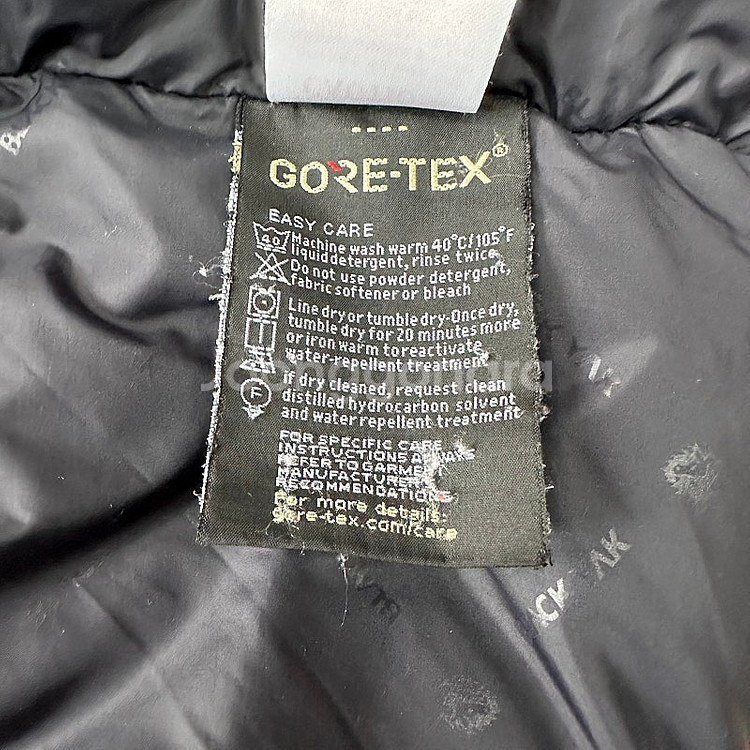 GORE-TEX®
EASY CARE
40
Machine wash warm 40°C/105°F
liquid detergent, rinse twice
Do not use powder detergent,
fabric softener or bleach
Line dry or tumble dry-Once dry,
tumble dry for 20 minutes more
or iron warm to reactivate
water-repellent treatment
F
if dry cleaned, request clean
distilled hydrocarbon solvent
and water repellent treatment
FOR SPECIFIC CARE
INSTRUCTIONS ALWAYS
REFER TO GARMENT
MANUFACTURER
RECOMMENDATION
For more details:
gore-tex.com/care
Joonggonara